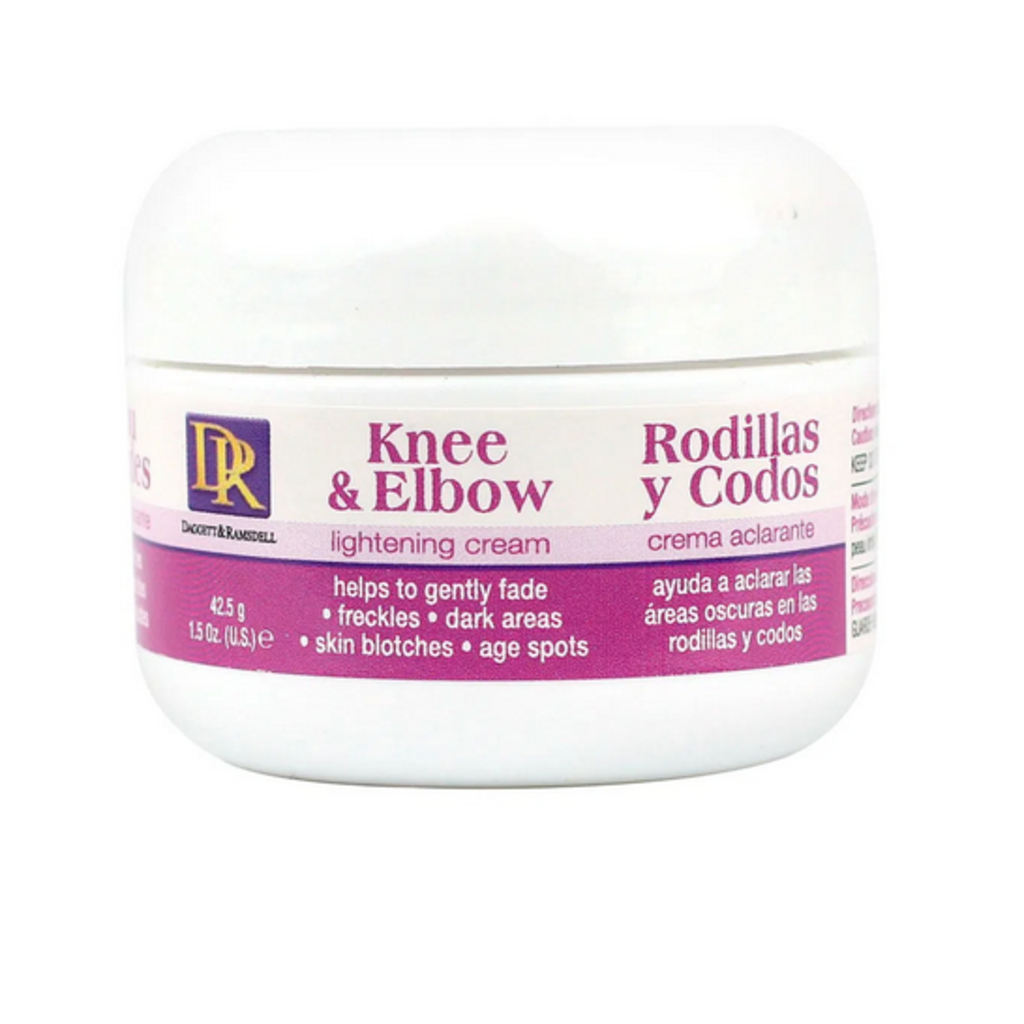 DR
DAGGETT & RAMSDELL
42.5 g
1.5 Oz. (U.S.) ℮
Knee
& Elbow
lightening cream
helps to gently fade
• freckles • dark areas
• skin blotches • age spots
Rodillas
y Codos
crema aclarante
ayuda a aclarar las
áreas oscuras en las
rodillas y codos
KEEP